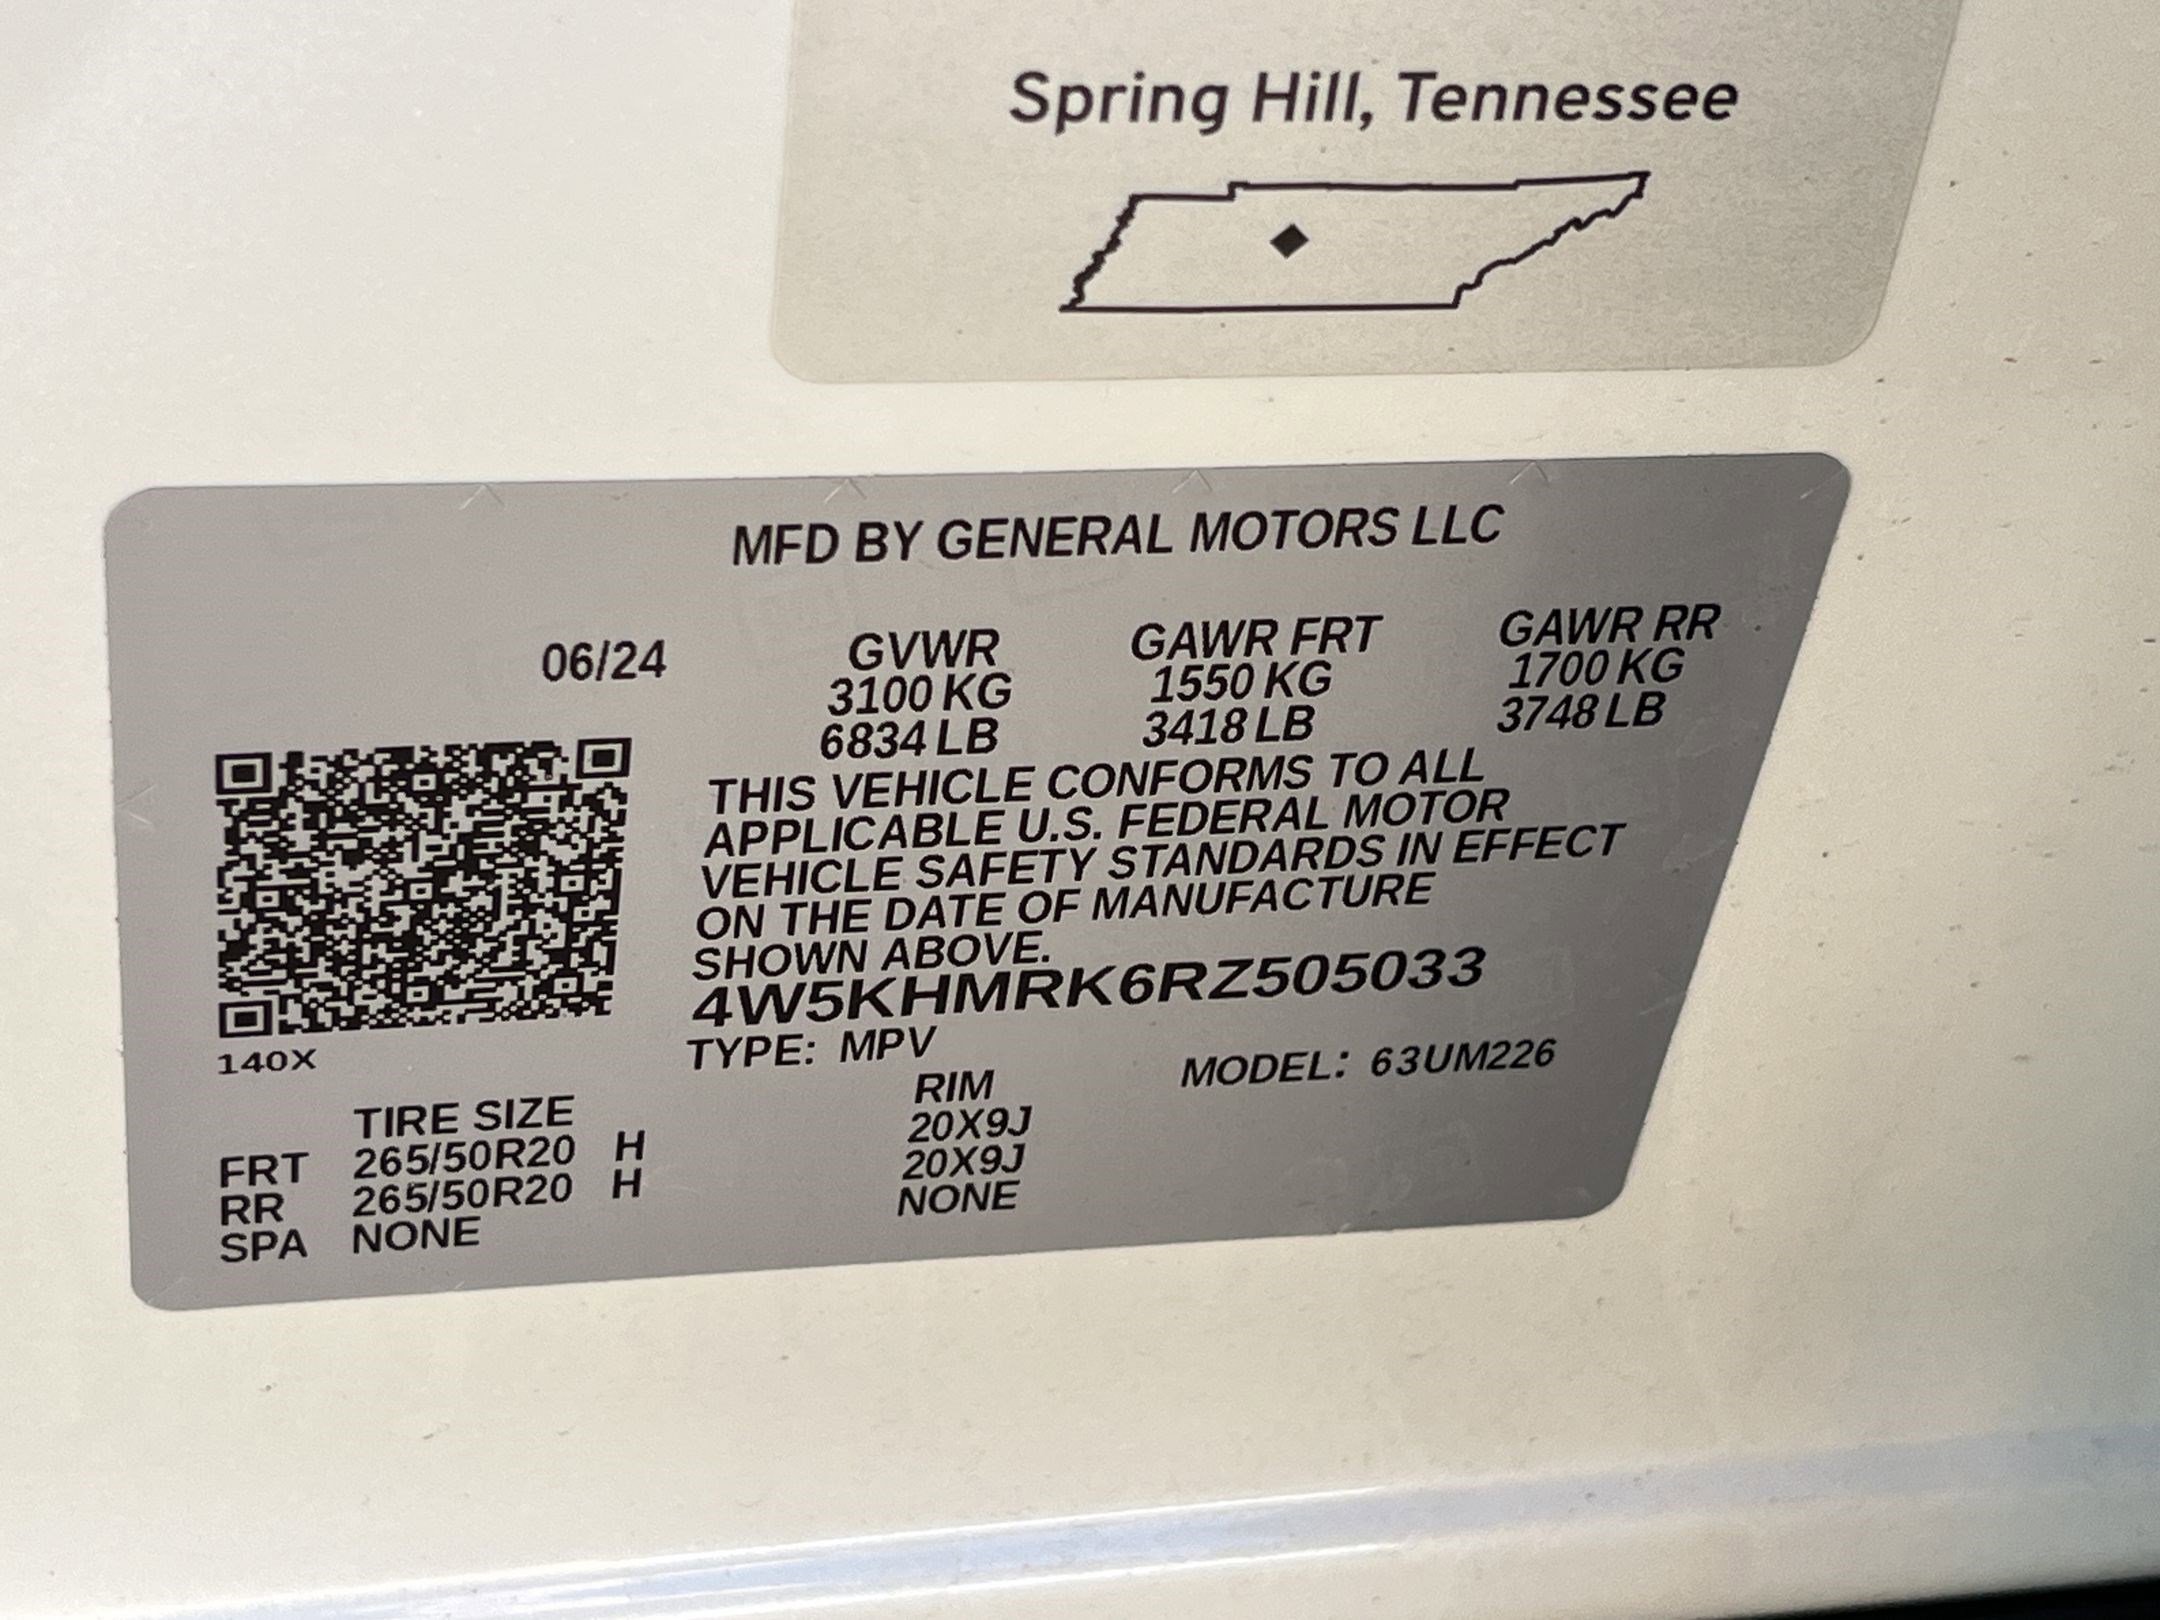 Spring Hill, Tennessee
MFD BY GENERAL MOTORS LLC
06/24
GVWR GAWR FRT GAWR RR
3100 KG 1550 KG 1700 KG
6834 LB 3418 LB 3748 LB
THIS VEHICLE CONFORMS TO ALL
APPLICABLE U.S. FEDERAL MOTOR
VEHICLE SAFETY STANDARDS IN EFFECT
ON THE DATE OF MANUFACTURE
SHOWN ABOVE.
4W5KHMRK6RZ505033
140X
TYPE: MPV MODEL: 63UM226
TIRE SIZE RIM
FRT 265/50R20 H 20X9J
RR 265/50R20 H 20X9J
SPA NONE NONE